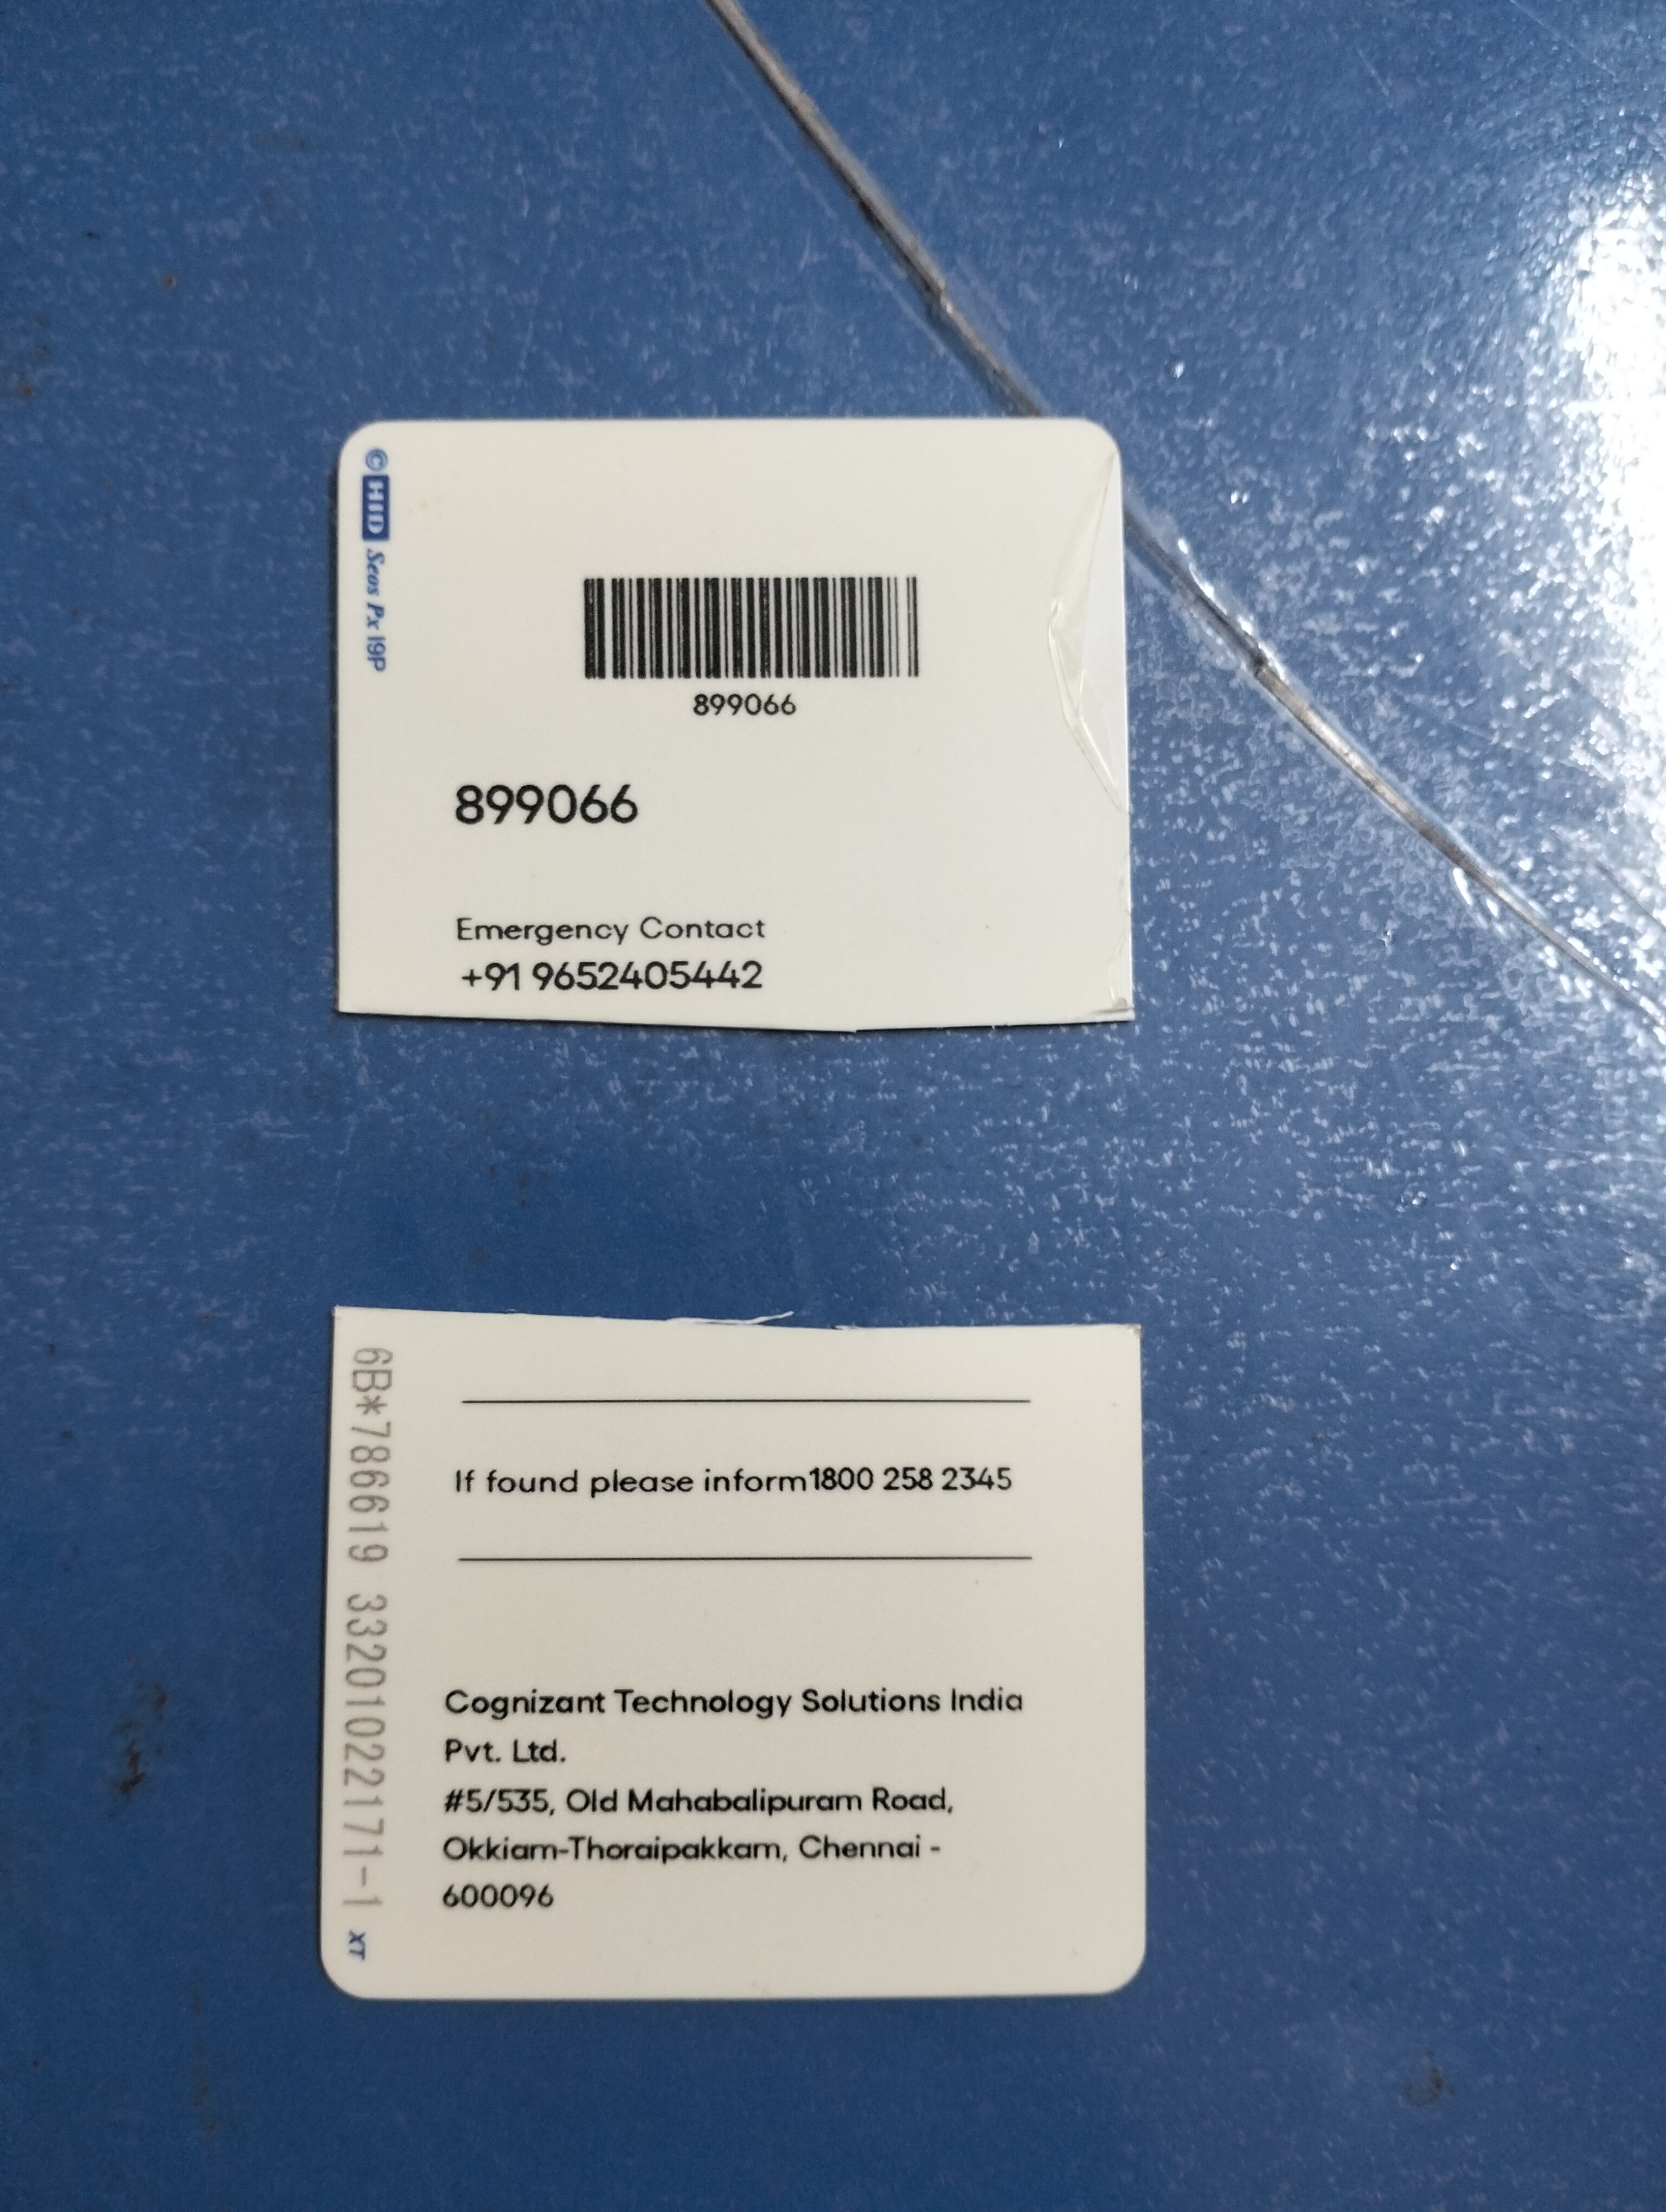 ©HID Seos Px I9P
899066
899066
Emergency Contact
+91 9652405442
6B*786619 33201022171-1 XT
If found please inform1800 258 2345
Cognizant Technology Solutions India
Pvt. Ltd.
#5/535, Old Mahabalipuram Road,
Okkiam-Thoraipakkam, Chennai -
600096